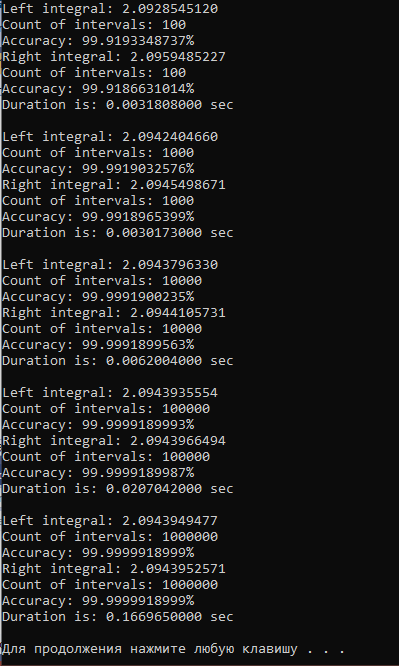 Left integral: 2.0928545120
Count of intervals: 100
Accuracy: 99.9193348737%
Right integral: 2.0959485227
Count of intervals: 100
Accuracy: 99.9186631014%
Duration is: 0.0031808000 sec

Left integral: 2.0942404660
Count of intervals: 1000
Accuracy: 99.9919032576%
Right integral: 2.0945498671
Count of intervals: 1000
Accuracy: 99.9918965399%
Duration is: 0.0030173000 sec

Left integral: 2.0943796330
Count of intervals: 10000
Accuracy: 99.9991900235%
Right integral: 2.0944105731
Count of intervals: 10000
Accuracy: 99.9991899563%
Duration is: 0.0062004000 sec

Left integral: 2.0943935554
Count of intervals: 100000
Accuracy: 99.9999189993%
Right integral: 2.0943966494
Count of intervals: 100000
Accuracy: 99.9999189987%
Duration is: 0.0207042000 sec

Left integral: 2.0943949477
Count of intervals: 1000000
Accuracy: 99.9999918999%
Right integral: 2.0943952571
Count of intervals: 1000000
Accuracy: 99.9999918999%
Duration is: 0.1669650000 sec

Для продолжения нажмите любую клавишу . . .